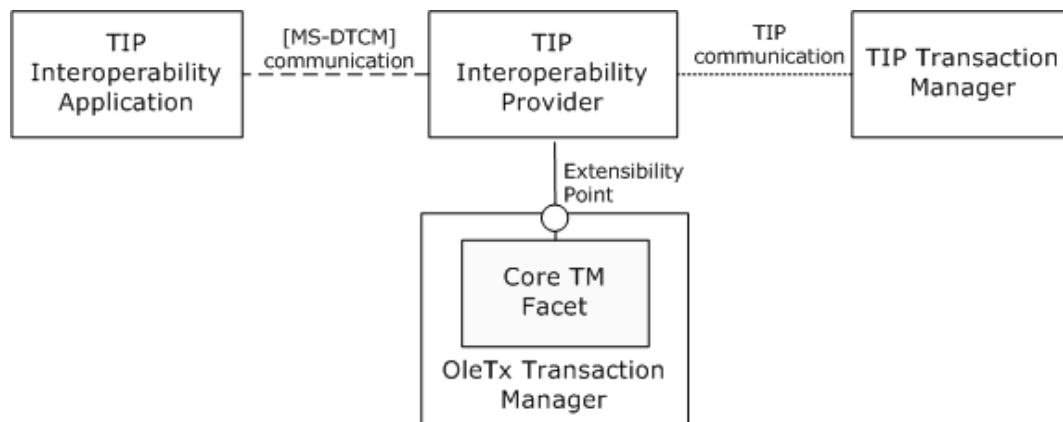 TIP
Interoperability
Application
[MS-DTCM]
communication
TIP
Interoperability
Provider
TIP
communication
TIP Transaction
Manager
Extensibility
Point
Core TM
Facet
OleTx Transaction
Manager